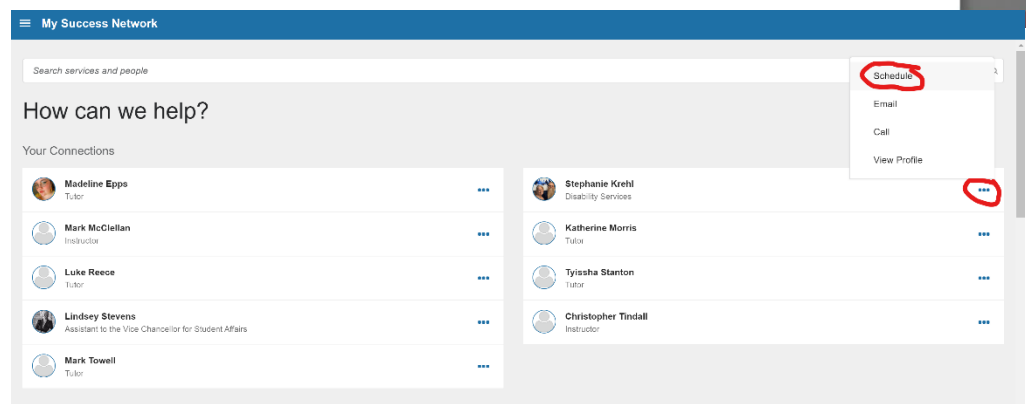 My Success Network
Search services and people
Schedule
How can we help?
Email
Call
Your Connections
View Profile
Madeline Epps
Tutor
Stephanie Krehl
Disability Services
Mark McClellan
Instructor
Katherine Morris
Tutor
Luke Reece
Tutor
Tyissha Stanton
Tutor
Lindsey Stevens
Assistant to the Vice Chancellor for Student Affairs
Christopher Tindall
Instructor
Mark Towell
Tutor